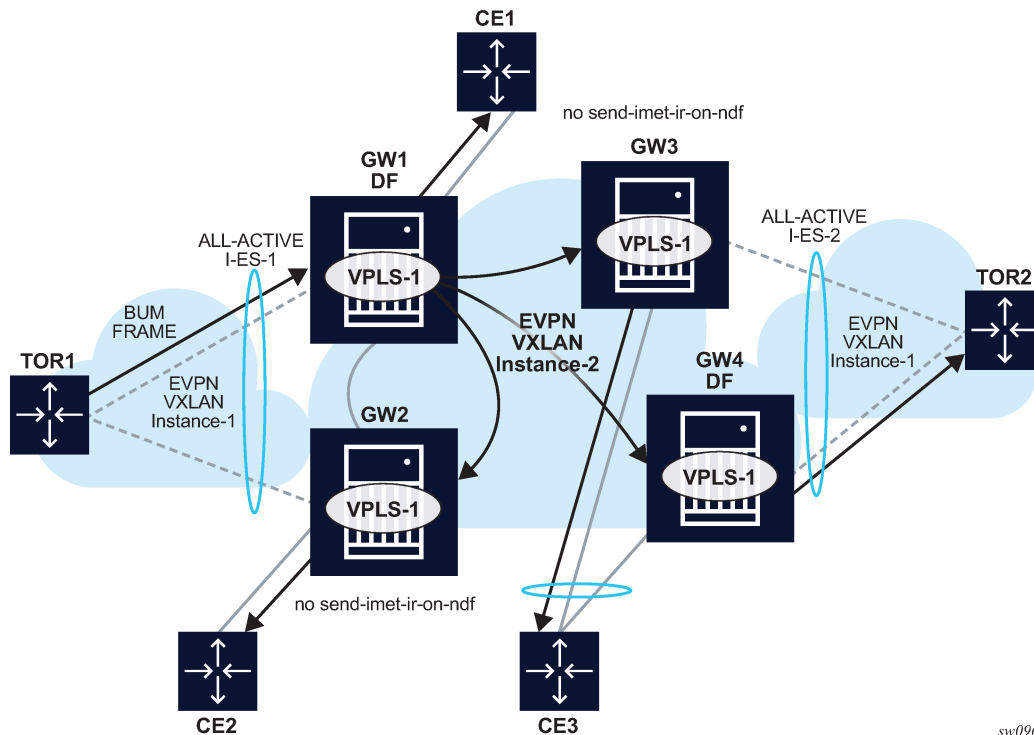 CE1
no send-imet-ir-on-ndf
GW1
DF
GW3
ALL-ACTIVE
I-ES-1
ALL-ACTIVE
I-ES-2
VPLS-1
VPLS-1
TOR2
BUM
FRAME
EVPN
VXLAN
Instance-2
EVPN
VXLAN
Instance-1
TOR1
GW4
DF
EVPN
VXLAN
Instance-1
GW2
VPLS-1
VPLS-1
no send-imet-ir-on-ndf
CE2
CE3